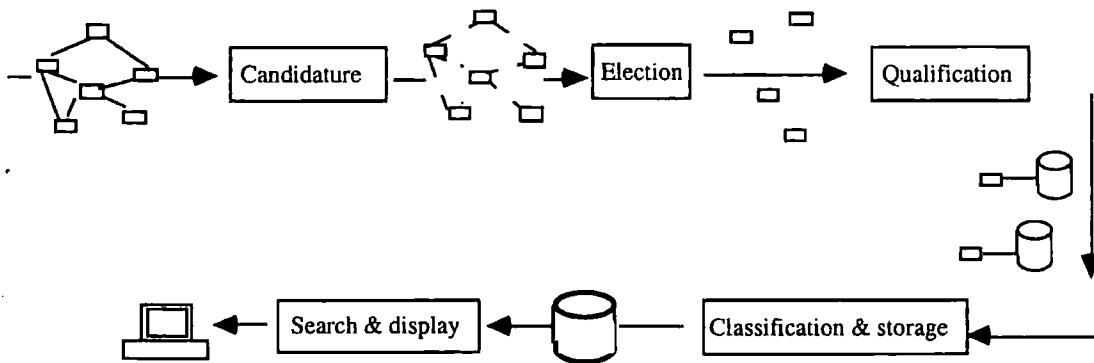 Candidature
Election
Qualification
Search & display
Classification & storage